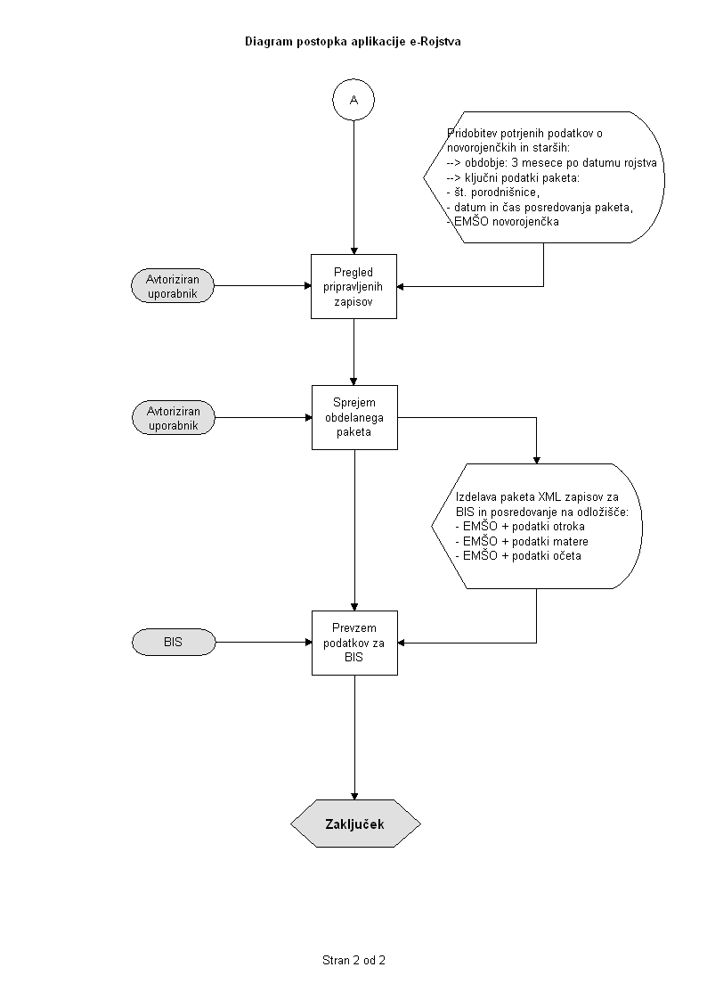 Diagram postopka aplikacije e-Rojstva
A
Pridobitev potrjenih podatkov o
novorojenčkih in starših:
--> obdobje: 3 mesece po datumu rojstva
--> ključni podatki paketa:
- št. porodnišnice,
- datum in čas posredovanja paketa,
- EMŠO novorojenčka
Avtoriziran
uporabnik
Pregled
pripravljenih
zapisov
Avtoriziran
uporabnik
Sprejem
obdelanega
paketa
Izdelava paketa XML zapisov za
BIS in posredovanje na odložišče:
- EMŠO + podatki otroka
- EMŠO + podatki matere
- EMŠO + podatki očeta
BIS
Prevzem
podatkov za
BIS
Zaključek
Stran 2 od 2